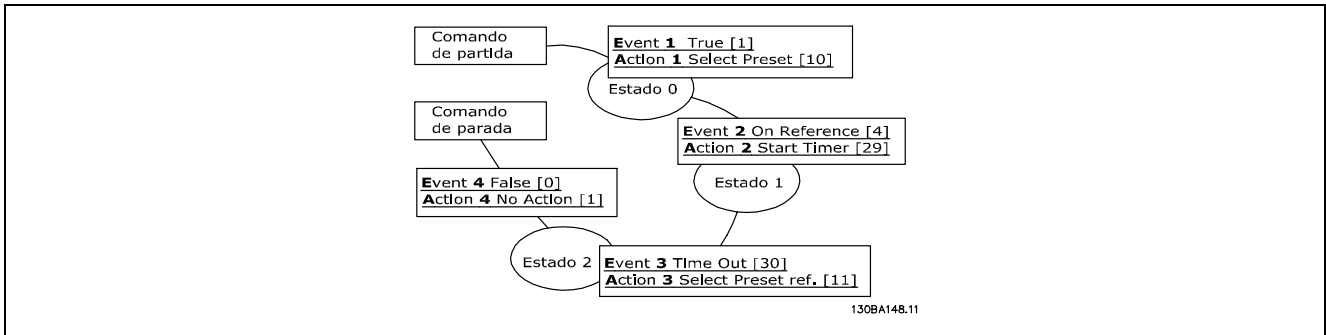 Comando
de partida
Event 1 True [1]
Action 1 Select Preset [10]
Estado 0
Comando
de parada
Event 2 On Reference [4]
Action 2 Start Timer [29]
Estado 1
Event 4 False [0]
Action 4 No Action [1]
Estado 2
Event 3 Time Out [30]
Action 3 Select Preset ref. [11]
130BA148.11